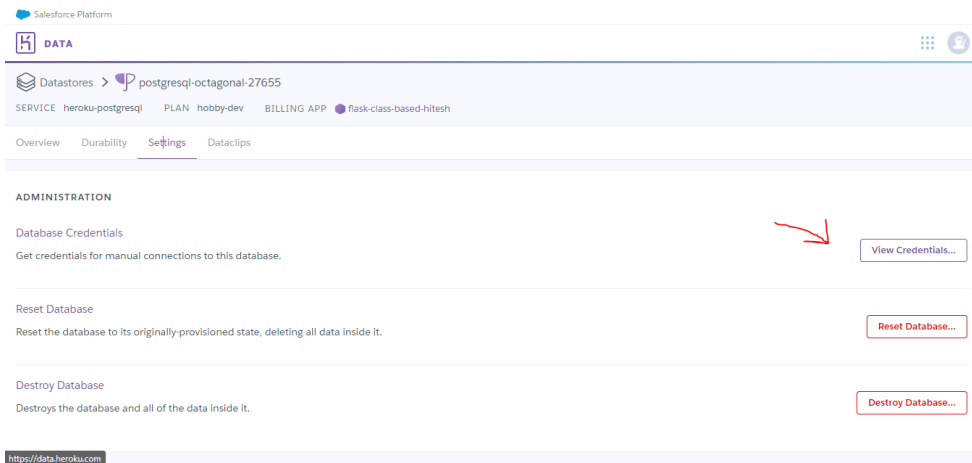 Salesforce Platform
DATA
Datastores > postgresql-octagonal-27655
SERVICE heroku-postgresql PLAN hobby-dev BILLING APP flask-class-based-hitesh
Overview Durability Settings Dataclips
ADMINISTRATION
Database Credentials
Get credentials for manual connections to this database.
View Credentials...
Reset Database
Reset the database to its originally-provisioned state, deleting all data inside it.
Reset Database...
Destroy Database
Destroys the database and all of the data inside it.
Destroy Database...
https://data.heroku.com